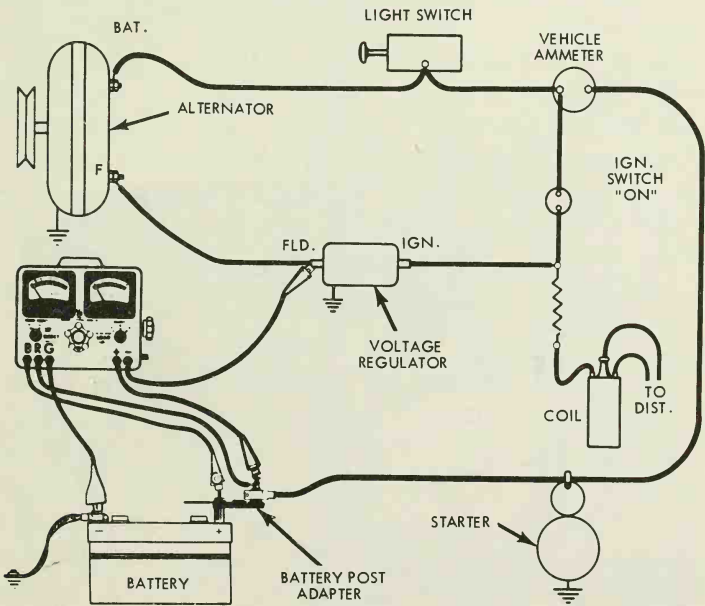 LIGHT SWITCH
BAT.
VEHICLE
AMMETER
ALTERNATOR
F
IGN.
SWITCH
"ON"
FLD.
IGN.
B R G
+ −
VOLTAGE
REGULATOR
COIL
TO
DIST.
− +
STARTER
BATTERY
BATTERY POST
ADAPTER